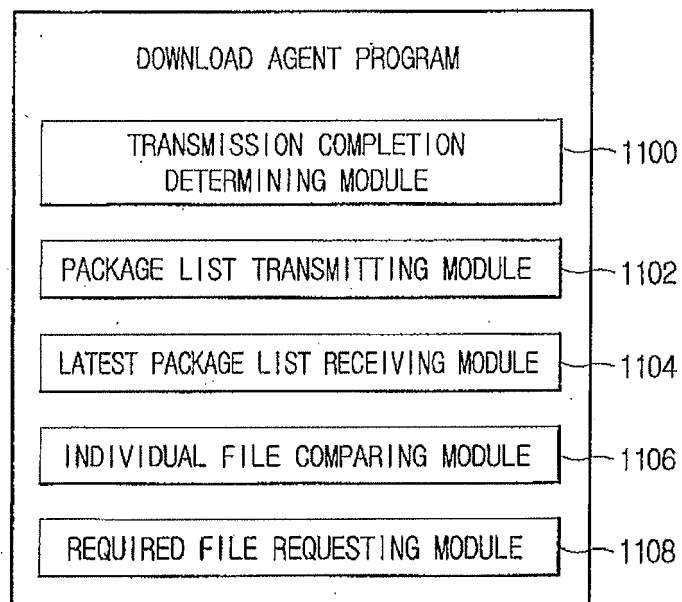 DOWNLOAD AGENT PROGRAM
TRANSMISSION COMPLETION
DETERMINING MODULE
1100
PACKAGE LIST TRANSMITTING MODULE
1102
LATEST PACKAGE LIST RECEIVING MODULE
1104
INDIVIDUAL FILE COMPARING MODULE
1106
REQUIRED FILE REQUESTING MODULE
1108